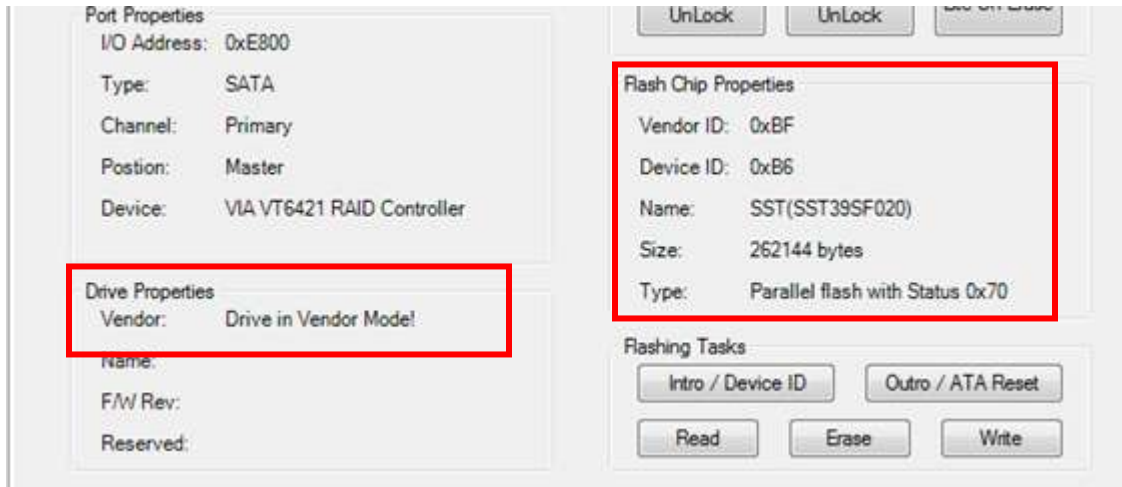 Port Properties
I/O Address: 0xE800
Type: SATA
Channel: Primary
Postion: Master
Device: VIA VT6421 RAID Controller
Drive Properties
Vendor: Drive in Vendor Mode!
Name:
F/W Rev:
Reserved:
UnLock UnLock Erase
Flash Chip Properties
Vendor ID: 0xBF
Device ID: 0xB6
Name: SST(SST39SF020)
Size: 262144 bytes
Type: Parallel flash with Status 0x70
Flashing Tasks
Intro / Device ID Outro / ATA Reset
Read Erase Write